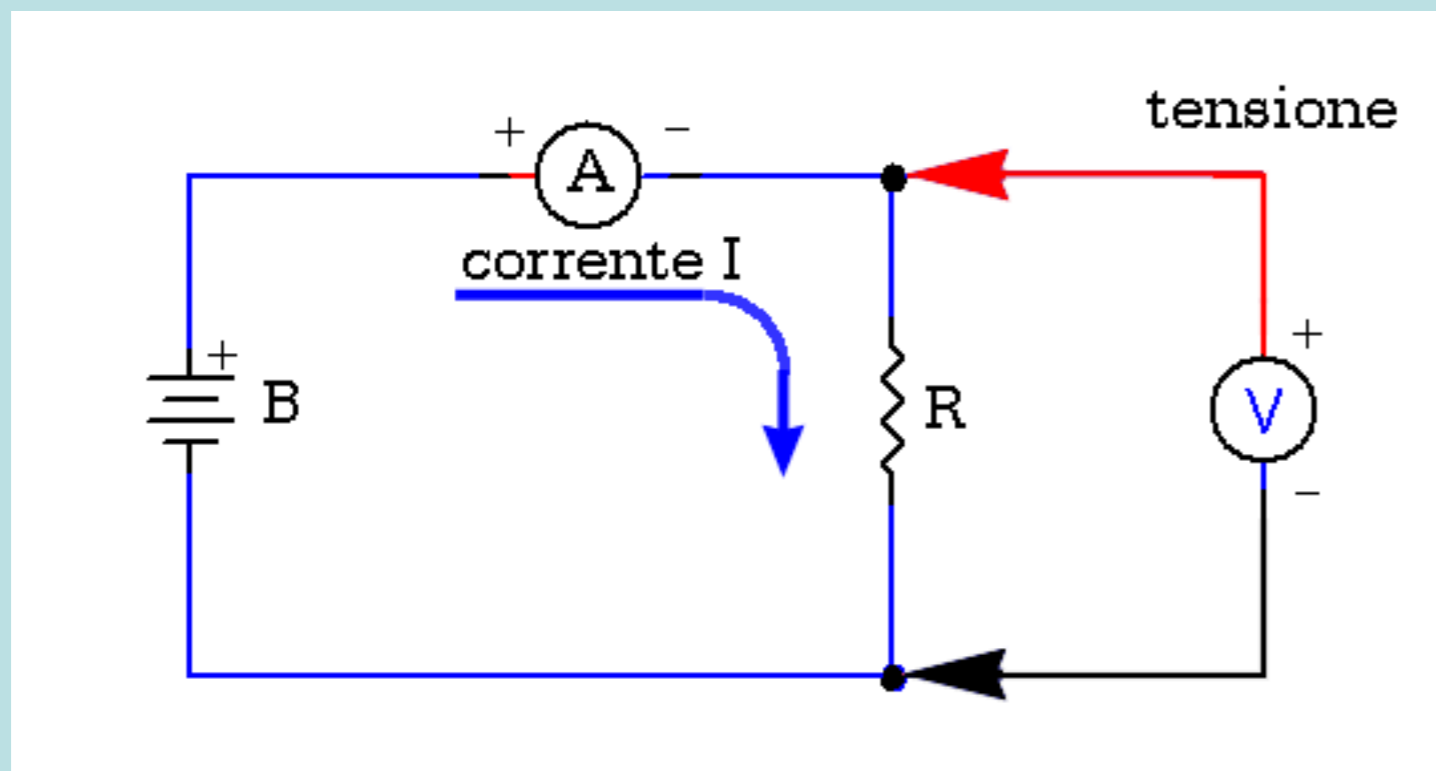 tensione
+ −
A
corrente I
+
B
R
+
V
−